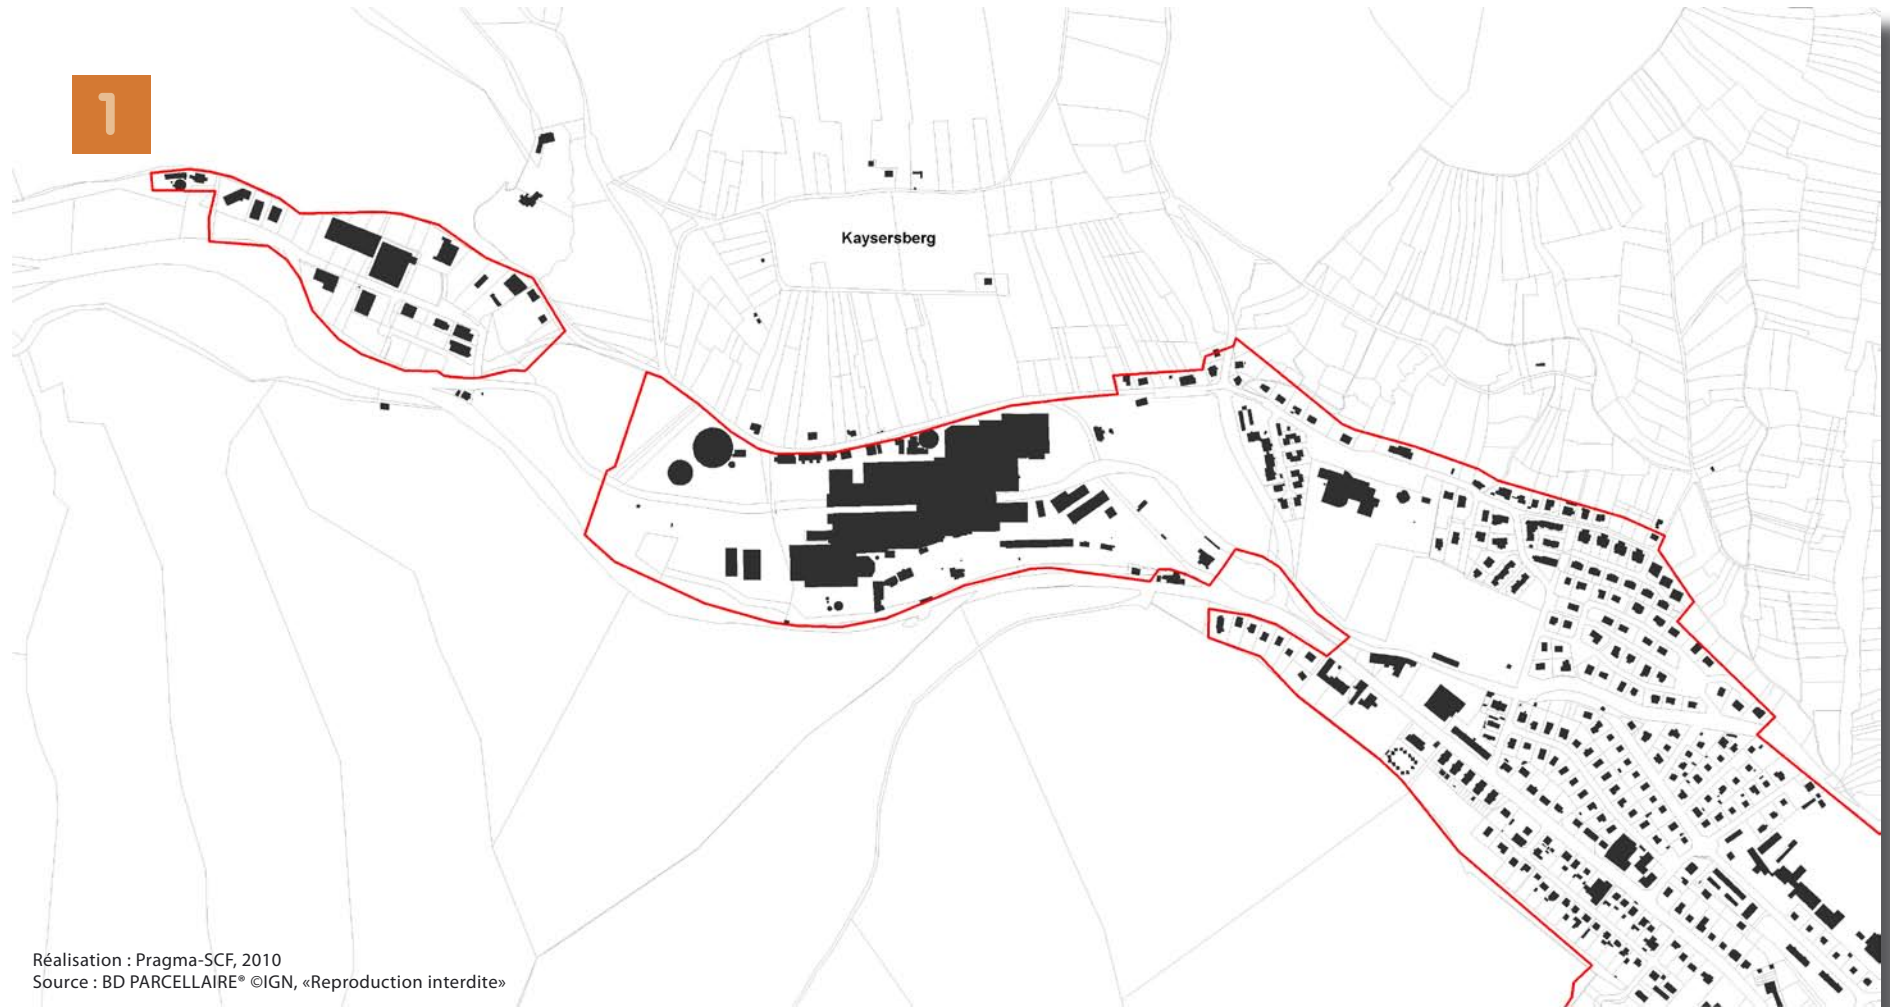 1
Kaysersberg
Réalisation : Pragma-SCF, 2010
Source : BD PARCELLAIRE® ©IGN, «Reproduction interdite»